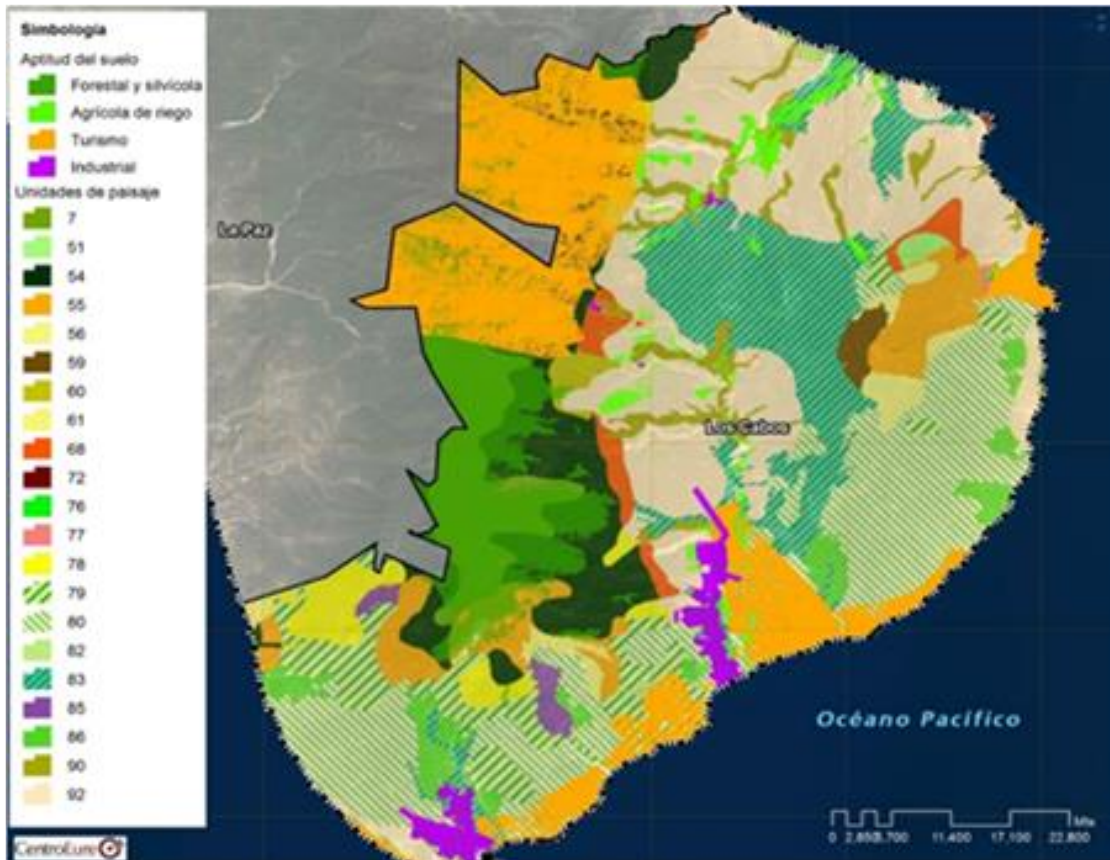 Simbología
Aptitud del suelo
Forestal y silvícola
Agrícola de riego
Turismo
Industrial
Unidades de paisaje
7
51
54
55
56
59
60
61
68
72
76
77
78
79
80
82
83
85
86
90
92
La Paz
Los Cabos
Océano Pacífico
Mts
11,400
17,100
22,800
CentroEure